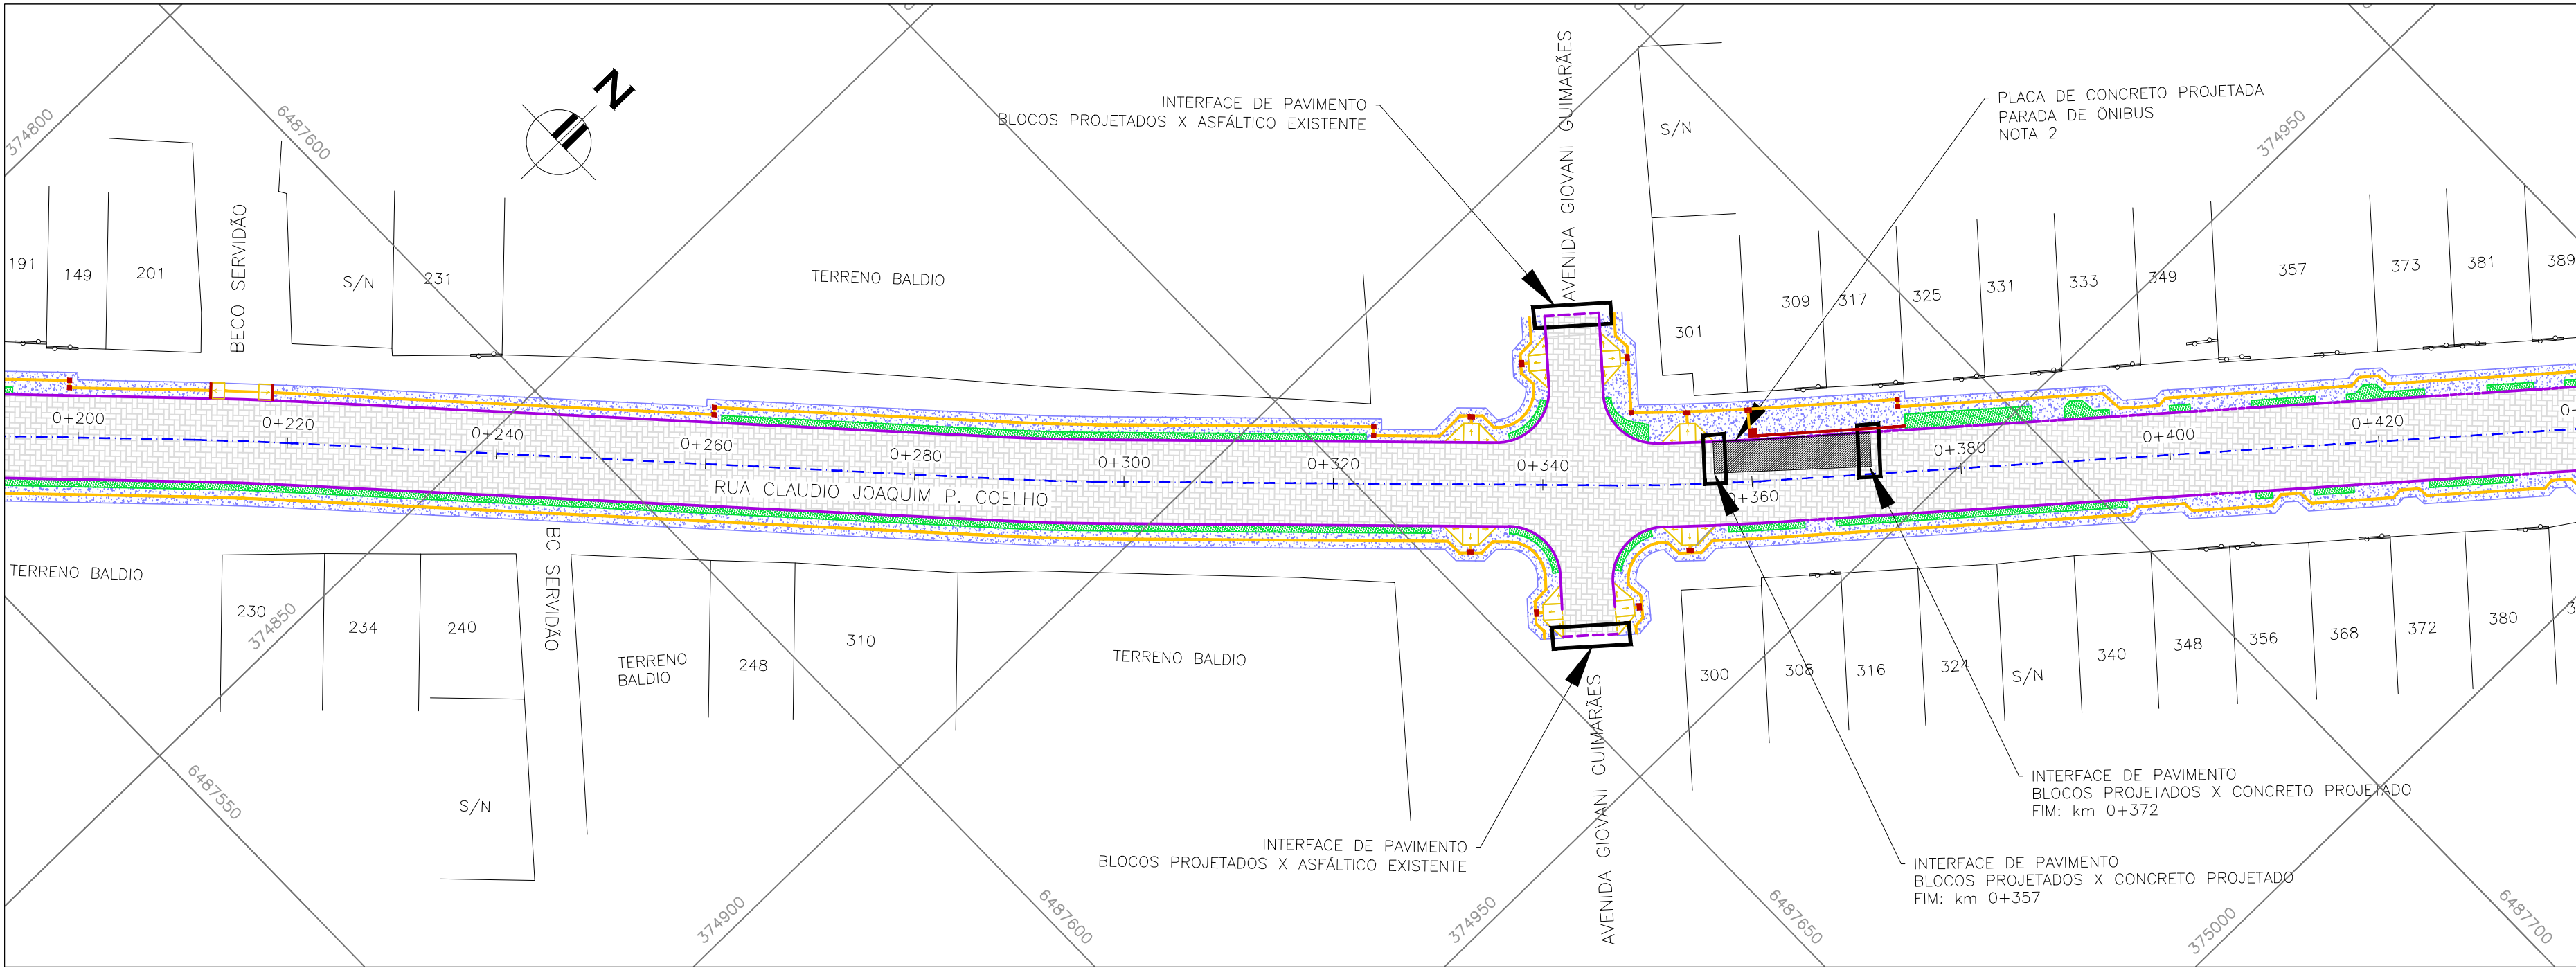 374800
6487600
N
INTERFACE DE PAVIMENTO
BLOCOS PROJETADOS X ASFÁLTICO EXISTENTE
AVENIDA GIOVANI GUIMARÃES
S/N
PLACA DE CONCRETO PROJETADA
PARADA DE ÔNIBUS
NOTA 2
374950
191
149
201
BECO SERVIDÃO
S/N
231
TERRENO BALDIO
301
309
317
325
331
333
349
357
373
381
389
0+200
0+220
0+240
0+260
0+280
0+300
0+320
0+340
0+360
0+380
0+400
0+420
RUA CLAUDIO JOAQUIM P. COELHO
TERRENO BALDIO
230
234
240
BC SERVIDÃO
TERRENO
BALDIO
248
310
TERRENO BALDIO
300
308
316
324
S/N
340
348
356
368
372
380
374850
6487550
S/N
AVENIDA GIOVANI GUIMARÃES
INTERFACE DE PAVIMENTO
BLOCOS PROJETADOS X CONCRETO PROJETADO
FIM: km 0+372
INTERFACE DE PAVIMENTO
BLOCOS PROJETADOS X ASFÁLTICO EXISTENTE
INTERFACE DE PAVIMENTO
BLOCOS PROJETADOS X CONCRETO PROJETADO
FIM: km 0+357
374900
6487600
374950
6487650
375000
6487700